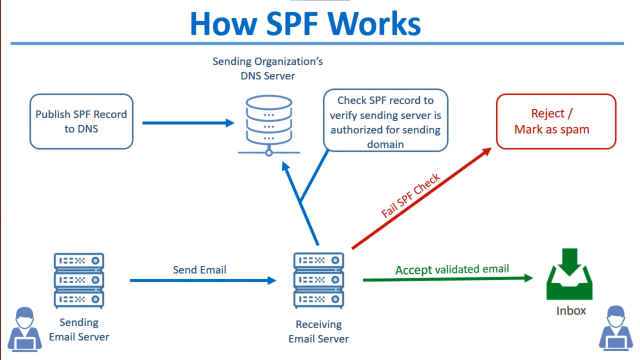 How SPF Works
Sending Organization's
DNS Server
Publish SPF Record
to DNS
Check SPF record to
verify sending server is
authorized for sending
domain
Reject /
Mark as spam
Fail SPF Check
Send Email
Accept validated email
Sending
Email Server
Receiving
Email Server
Inbox